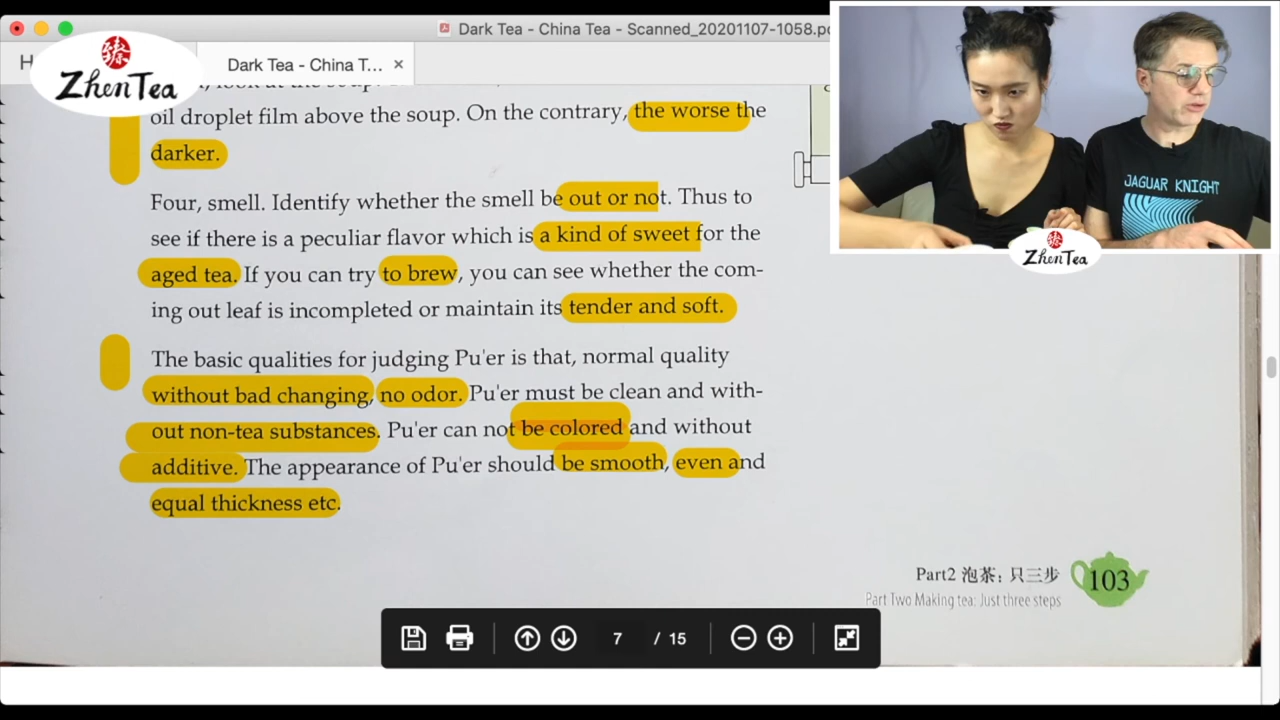 Dark Tea - China Tea - Scanned_20201107-1058.pd
H
Dark Tea - China T... ×
臻
Zhen Tea
look at the soup.
oil droplet film above the soup. On the contrary, the worse the
darker.
Four, smell. Identify whether the smell be out or not. Thus to
see if there is a peculiar flavor which is a kind of sweet for the
aged tea. If you can try to brew, you can see whether the com-
ing out leaf is incompleted or maintain its tender and soft.
The basic qualities for judging Pu'er is that, normal quality
without bad changing, no odor. Pu'er must be clean and with-
out non-tea substances. Pu'er can not be colored and without
additive. The appearance of Pu'er should be smooth, even and
equal thickness etc.
JAGUAR KNIGHT
臻
Zhen Tea
Part2 泡茶：只三步
103
Part Two Making tea: Just three steps
7 / 15